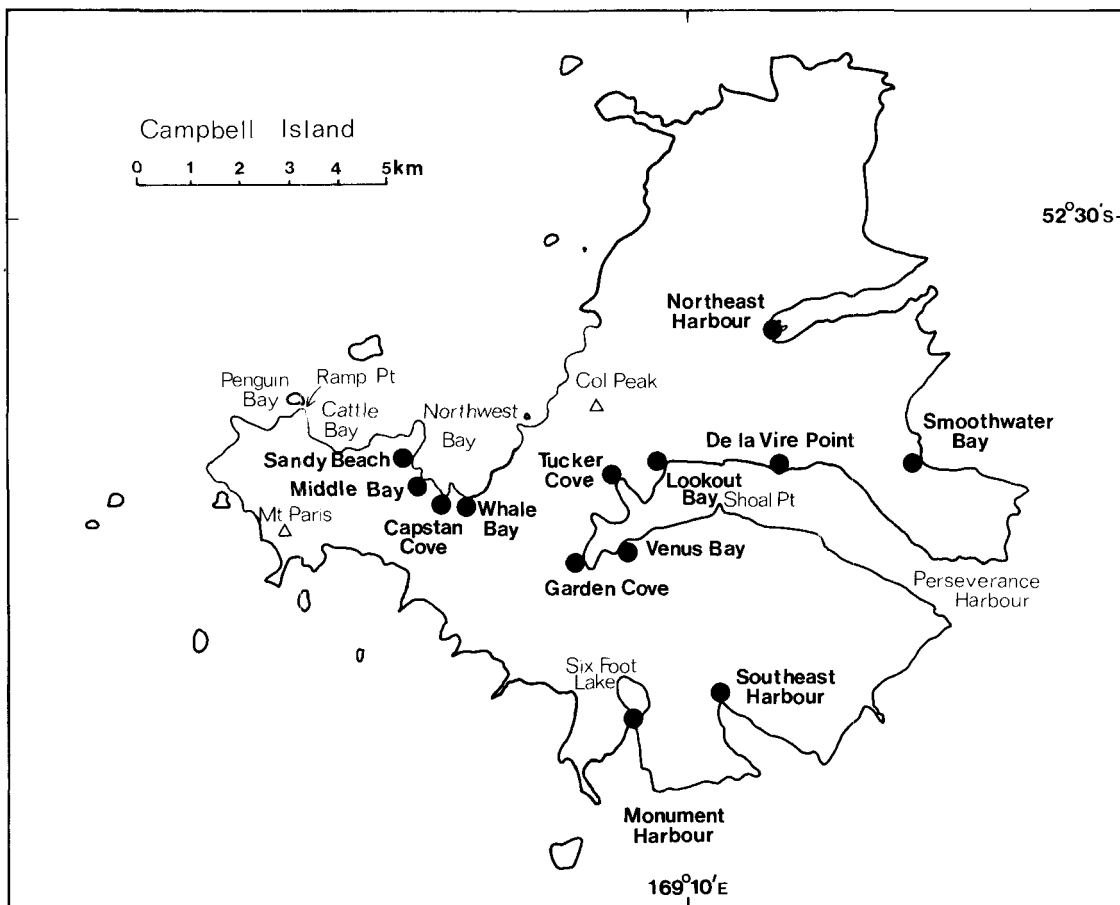 Campbell Island
0 1 2 3 4 5km
52°30's
Northeast
Harbour
Penguin
Bay
Ramp Pt
Cattle
Bay
Northwest
Bay
Col Peak
Sandy Beach
Middle Bay
Mt Paris
Capstan
Cove
Whale
Bay
Tucker
Cove
Lookout
Bay
De la Vire Point
Shoal Pt
Smoothwater
Bay
Venus Bay
Garden Cove
Perseverance
Harbour
Six Foot
Lake
Southeast
Harbour
Monument
Harbour
169°10'E